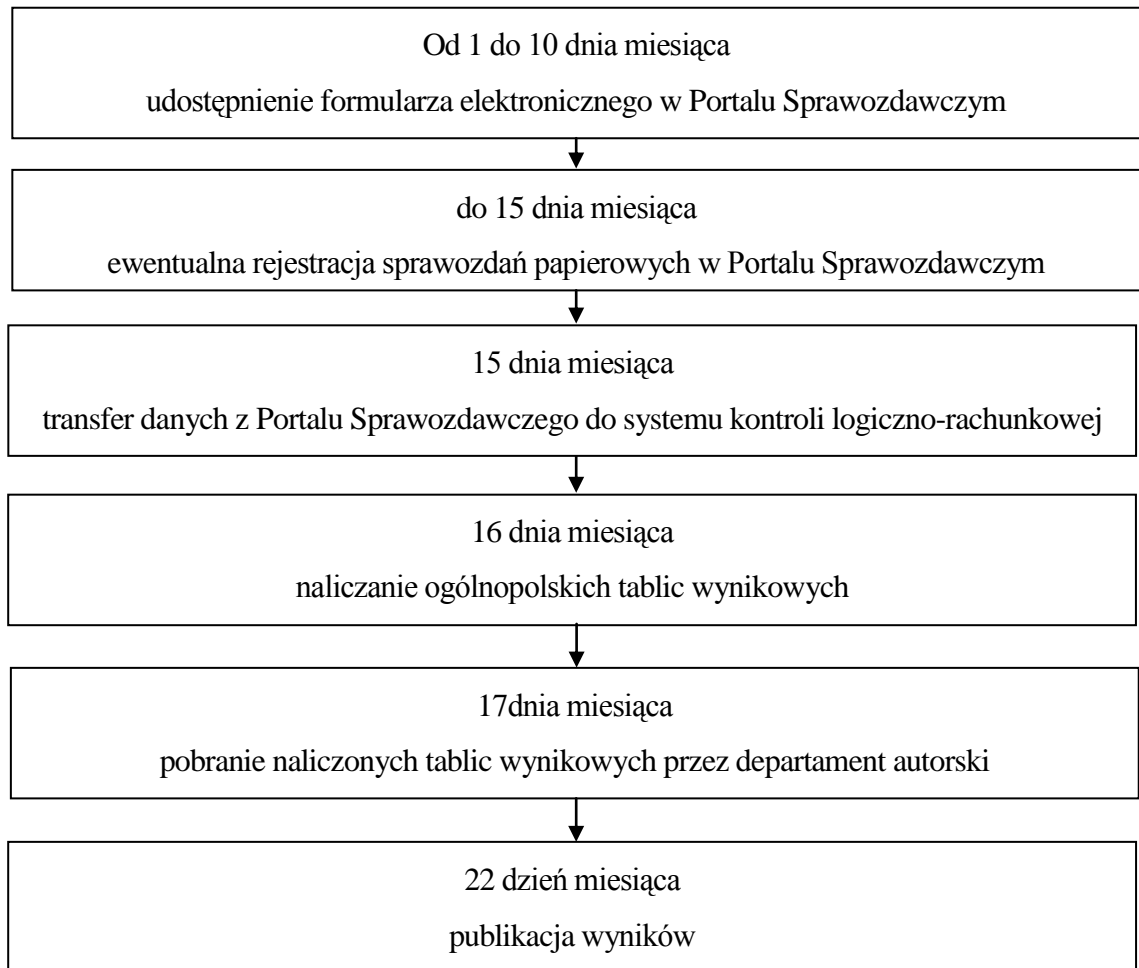 Od 1 do 10 dnia miesiąca
udostępnienie formularza elektronicznego w Portalu Sprawozdawczym
do 15 dnia miesiąca
ewentualna rejestracja sprawozdań papierowych w Portalu Sprawozdawczym
15 dnia miesiąca
transfer danych z Portalu Sprawozdawczego do systemu kontroli logiczno-rachunkowej
16 dnia miesiąca
naliczanie ogólnopolskich tablic wynikowych
17dnia miesiąca
pobranie naliczonych tablic wynikowych przez departament autorski
22 dzień miesiąca
publikacja wyników